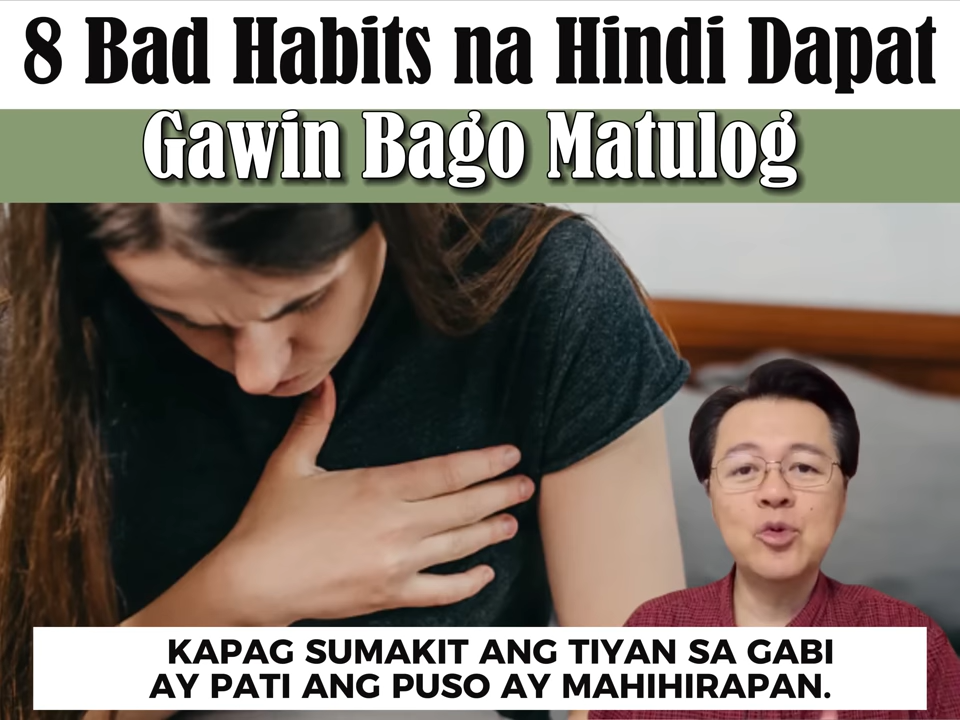 8 Bad Habits na Hindi Dapat
Gawin Bago Matulog
KAPAG SUMAKIT ANG TIYAN SA GABI
AY PATI ANG PUSO AY MAHIHIRAPAN.